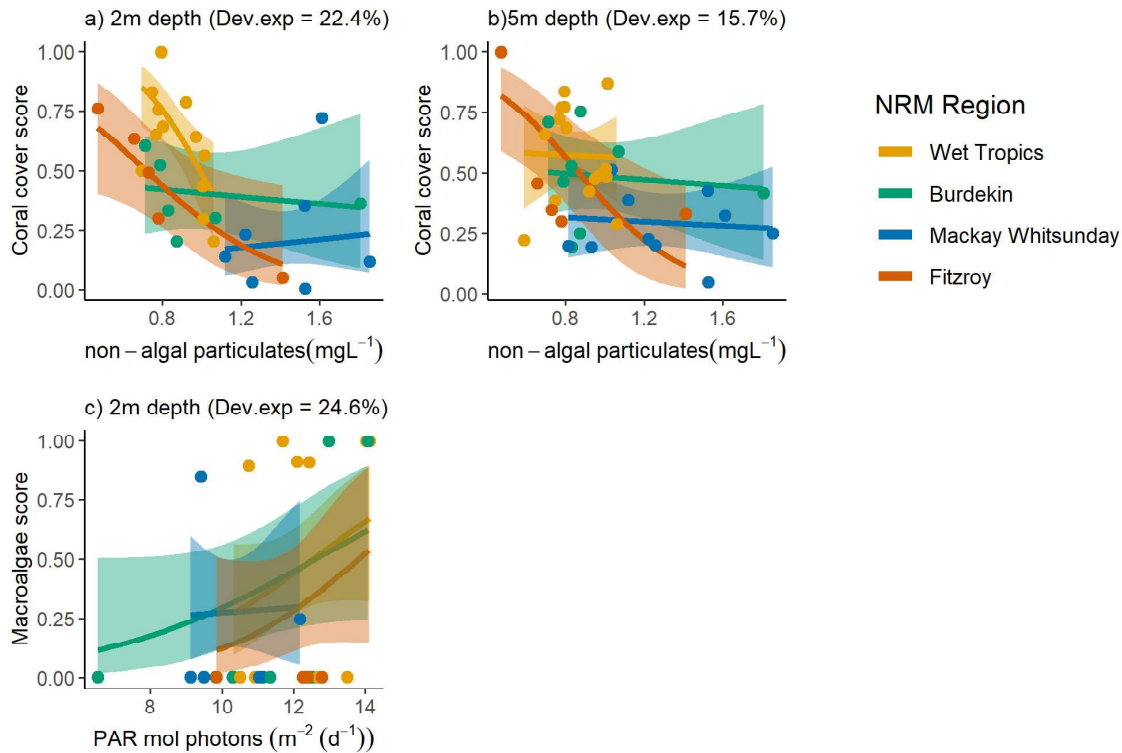 a) 2m depth (Dev.exp = 22.4%)
b)5m depth (Dev.exp = 15.7%)
1.00
0.75
0.50
0.25
0.00
Coral cover score
0.8
1.2
1.6
non − algal particulates(mgL⁻¹)
1.00
0.75
0.50
0.25
0.00
Coral cover score
0.8
1.2
1.6
non − algal particulates(mgL⁻¹)
NRM Region
Wet Tropics
Burdekin
Mackay Whitsunday
Fitzroy
c) 2m depth (Dev.exp = 24.6%)
1.00
0.75
0.50
0.25
0.00
Macroalgae score
8
10
12
14
PAR mol photons (m⁻² (d⁻¹)